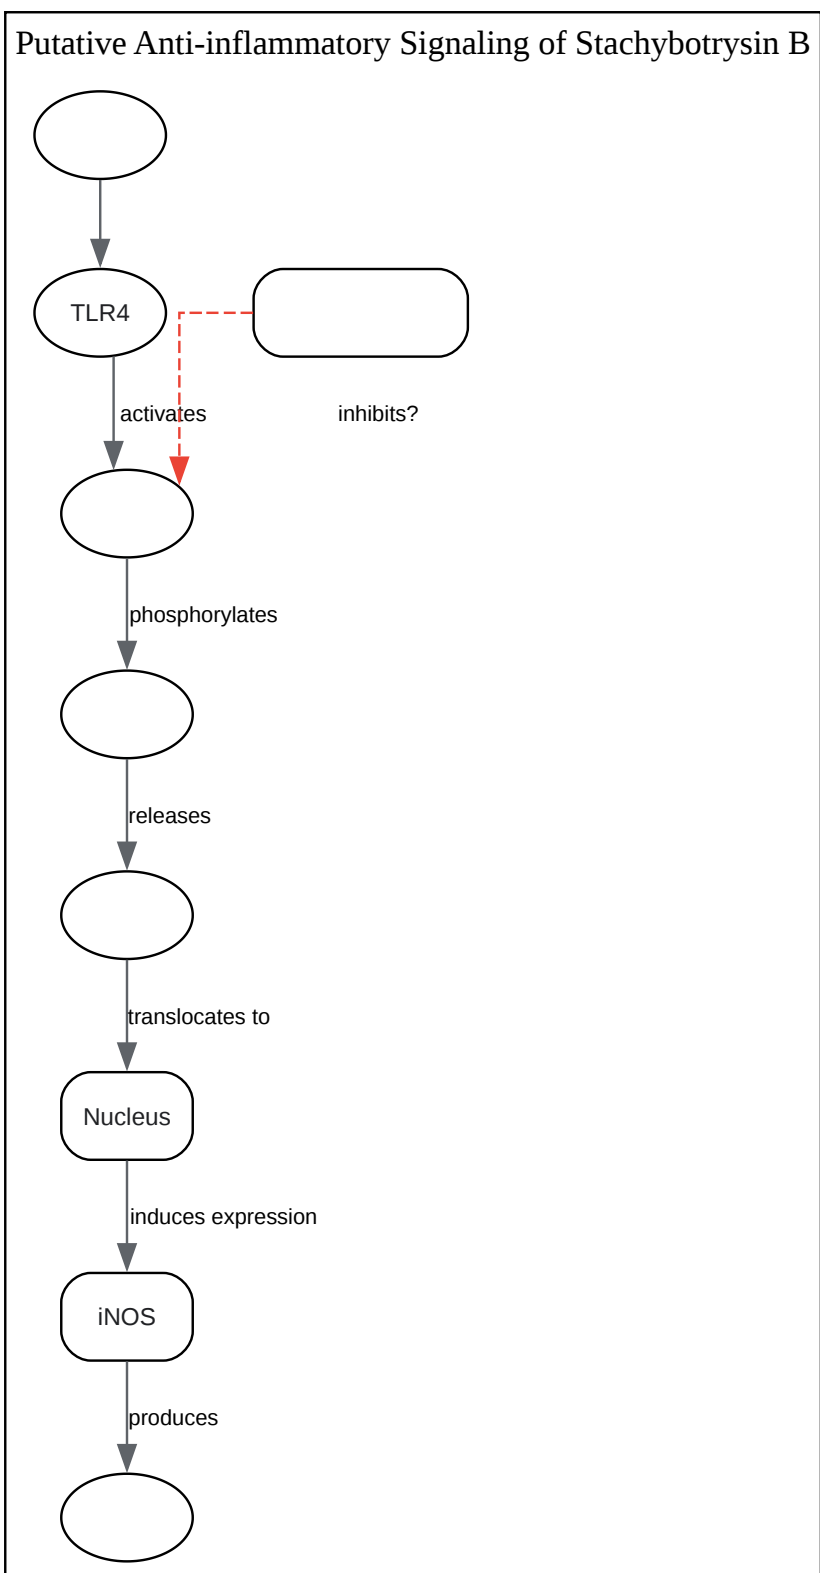 Putative Anti-inflammatory Signaling of Stachybotrysin B
TLR4
activates
inhibits?
phosphorylates
releases
translocates to
Nucleus
induces expression
iNOS
produces